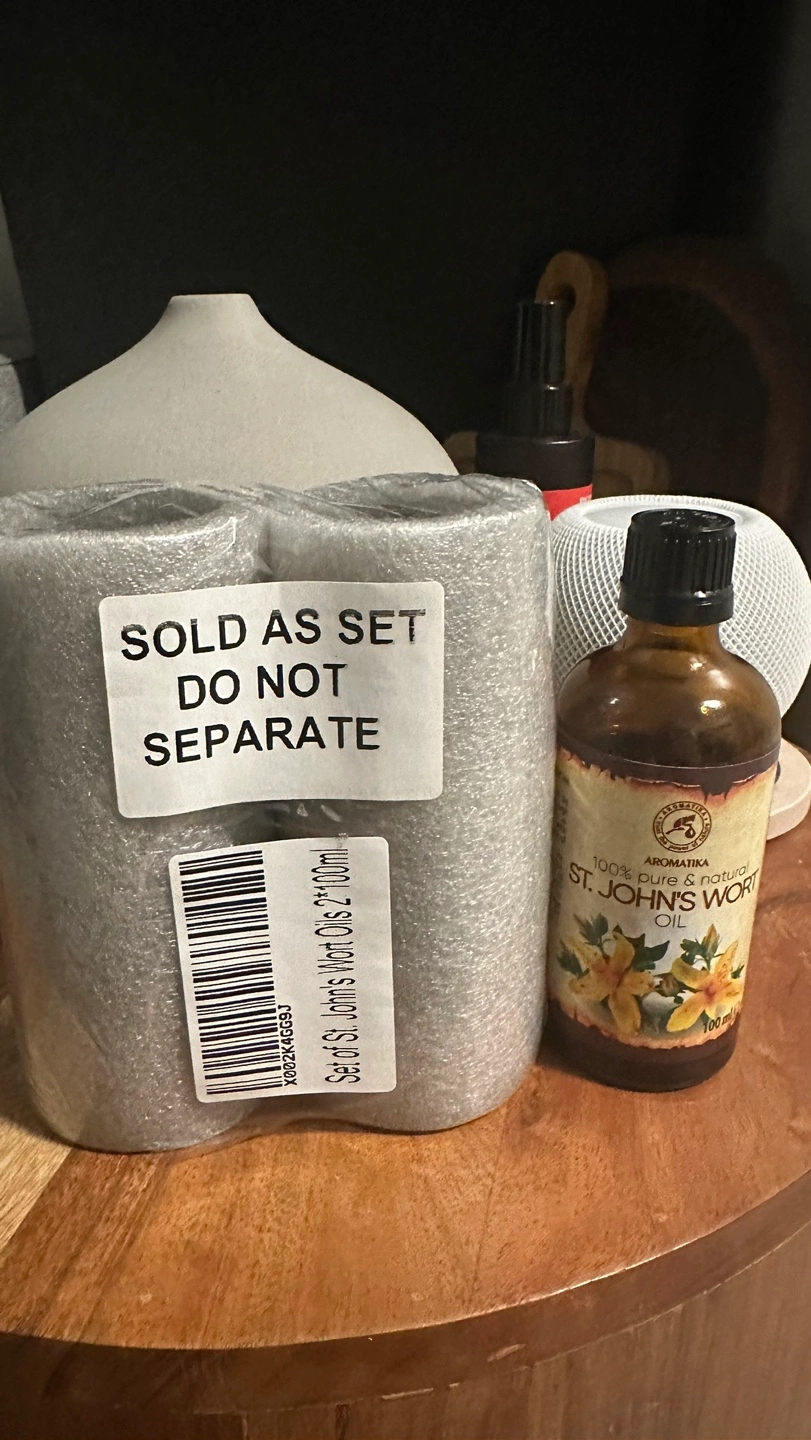 SOLD AS SET
DO NOT
SEPARATE
X002K4GG9J
Set of St. John's Wort Oils 2*100ml
AROMATIKA
AROMATIKA
100% pure & natural
ST. JOHN'S WORT
OIL
100 ml